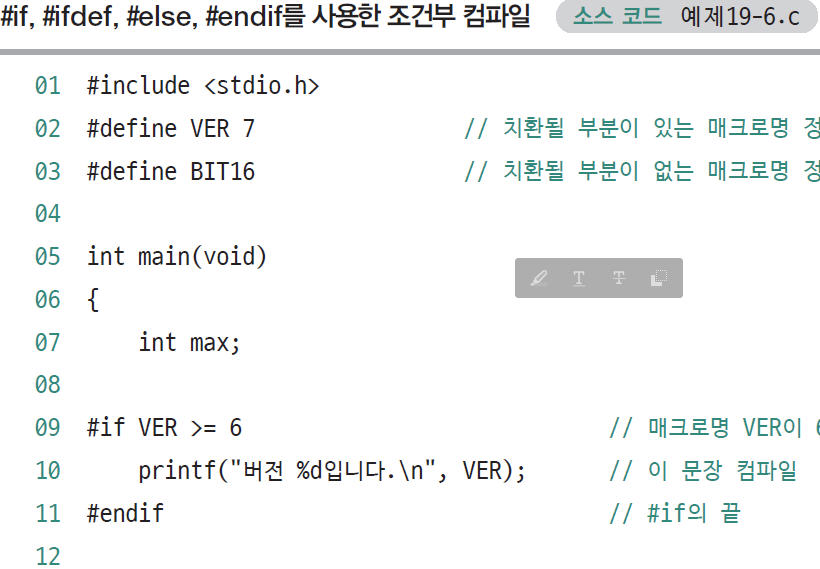 #if, #ifdef, #else, #endif를 사용한 조건부 컴파일 소스 코드 예제19-6.c
01 #include <stdio.h>
02 #define VER 7 // 치환될 부분이 있는 매크로명
03 #define BIT16 // 치환될 부분이 없는 매크로명
04
05 int main(void)
06 {
07 int max;
08
09 #if VER >= 6 // 매크로명 VER이
10 printf("버전 %d입니다.\n", VER); // 이 문장 컴파일
11 #endif // #if의 끝
12